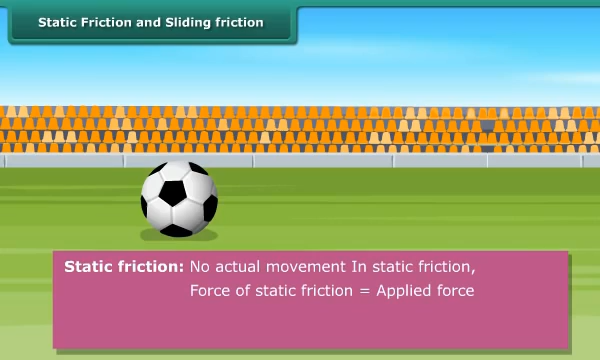 Static Friction and Sliding friction
Static friction: No actual movement In static friction,
Force of static friction = Applied force